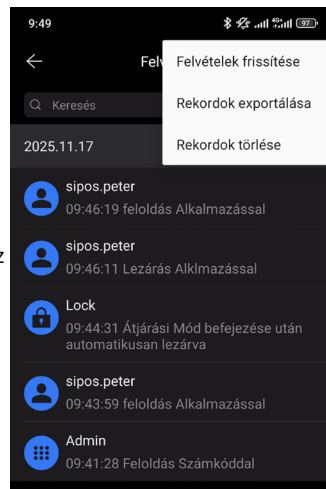 9:49
4G+
97
Felv
Felvételek frissítése
Keresés
Rekordok exportálása
2025.11.17
Rekordok törlése
sipos.peter
09:46:19 feloldás Alkalmazással
z
sipos.peter
09:46:11 Lezárás Alklmazással
Lock
09:44:31 Átjárási Mód befejezése után
automatikusan lezárva
sipos.peter
09:43:59 feloldás Alkalmazással
Admin
09:41:28 Feloldás Számkóddal